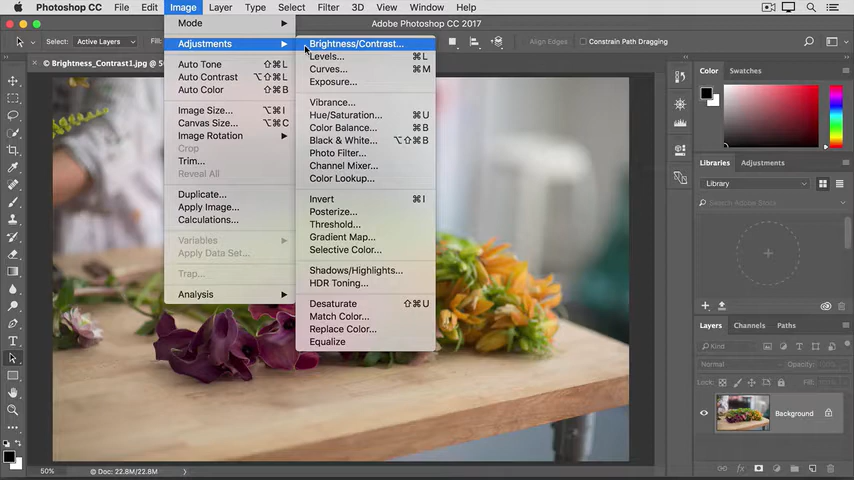 Photoshop CC File Edit Image Layer Type Select Filter 3D View Window Help
Adobe Photoshop CC 2017
Select: Active Layers Fill: Align Edges Constrain Path Dragging
× © Brightness_Contrast1.jpg @ 50
Mode
Adjustments
Auto Tone ⇧⌘L
Auto Contrast ⌥⇧⌘L
Auto Color ⇧⌘B
Image Size... ⌥⌘I
Canvas Size... ⌥⌘C
Image Rotation
Crop
Trim...
Reveal All
Duplicate...
Apply Image...
Calculations...
Variables
Apply Data Set...
Trap...
Analysis
Brightness/Contrast...
Levels... ⌘L
Curves... ⌘M
Exposure...
Vibrance...
Hue/Saturation... ⌘U
Color Balance... ⌘B
Black & White... ⌥⇧⌘B
Photo Filter...
Channel Mixer...
Color Lookup...
Invert ⌘I
Posterize...
Threshold...
Gradient Map...
Selective Color...
Shadows/Highlights...
HDR Toning...
Desaturate ⇧⌘U
Match Color...
Replace Color...
Equalize
Color Swatches
Libraries Adjustments
Library
Search Adobe Stock
Layers Channels Paths
Kind
Normal Opacity: 100%
Lock: Fill: 
Background
50% Doc: 22.8M/22.8M